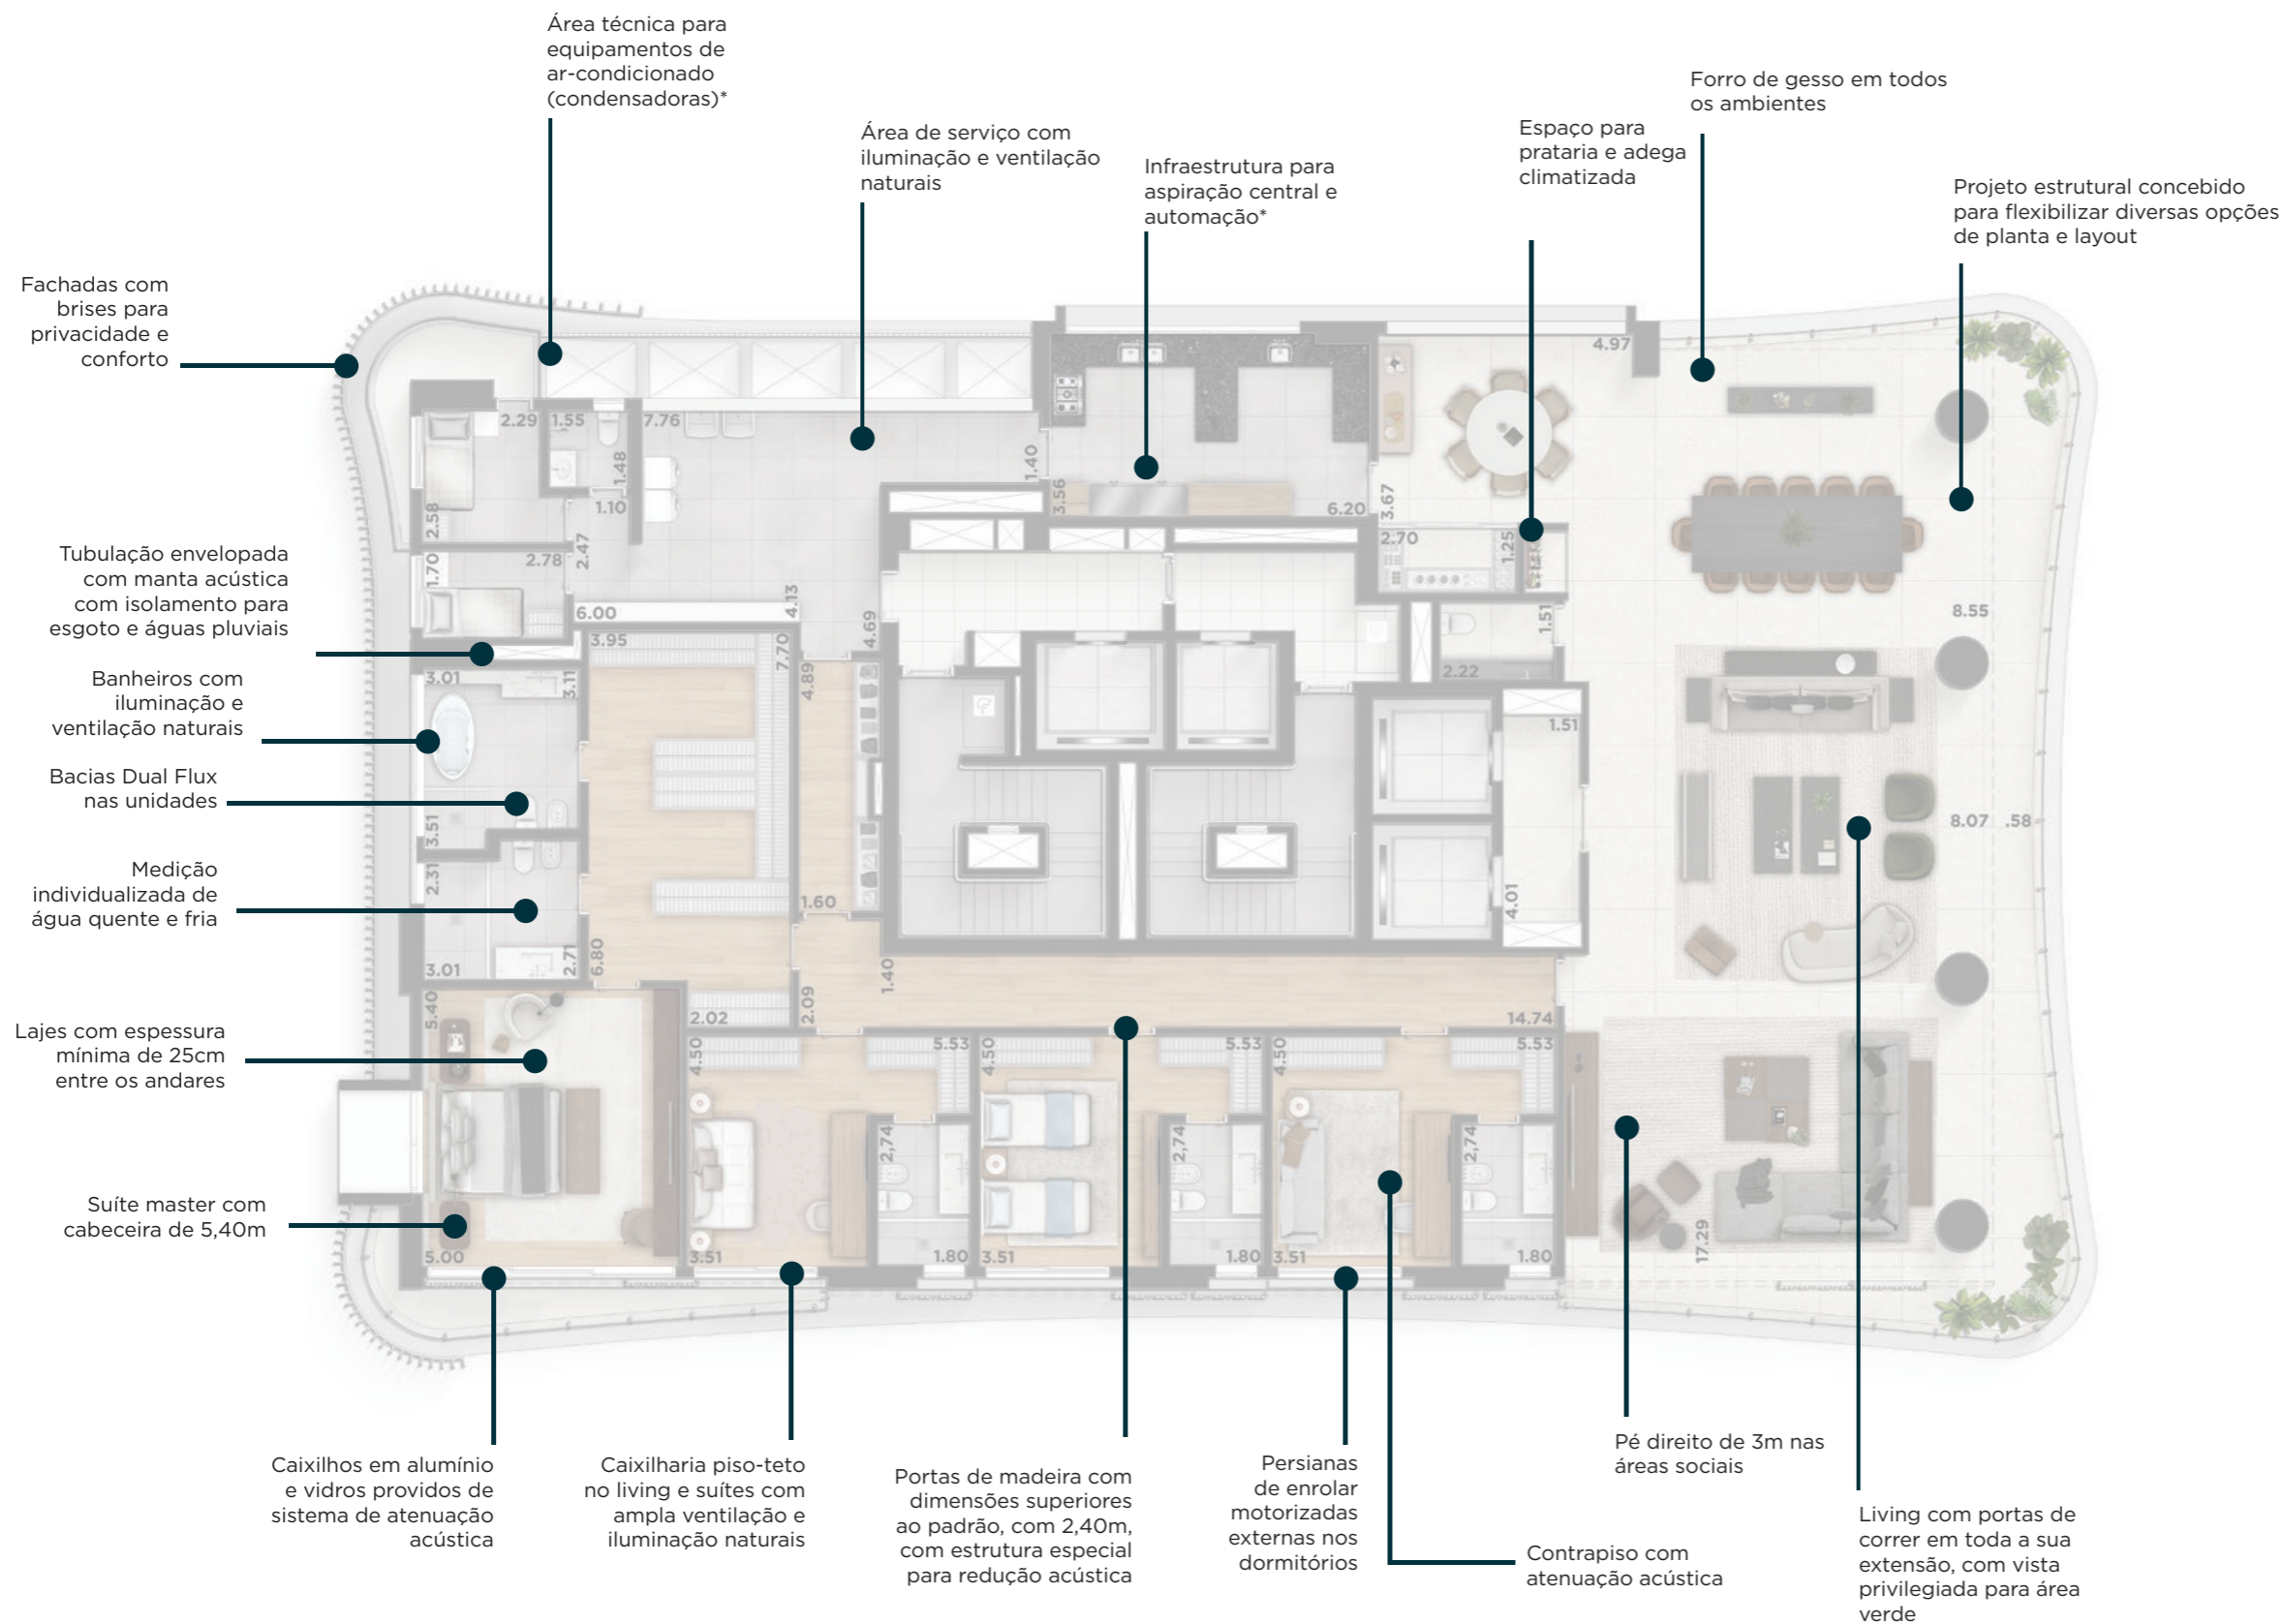 Área técnica para
equipamentos de
ar-condicionado
(condensadoras)*
Forro de gesso em todos
os ambientes
Área de serviço com
iluminação e ventilação
naturais
Espaço para
prataria e adega
climatizada
Infraestrutura para
aspiração central e
automação*
Projeto estrutural concebido
para flexibilizar diversas opções
de planta e layout
Fachadas com
brises para
privacidade e
conforto
Tubulação envelopada
com manta acústica
com isolamento para
esgoto e águas pluviais
Banheiros com
iluminação e
ventilação naturais
Bacias Dual Flux
nas unidades
Medição
individualizada de
água quente e fria
Lajes com espessura
mínima de 25cm
entre os andares
Suíte master com
cabeceira de 5,40m
4.97
2.29
1.55
7.76
1.48
1.40
3.56
1.10
6.20
3.67
2.58
2.47
2.78
1.70
2.70
1.25
6.00
4.13
4.69
1.51
8.55
3.95
7.70
4.89
3.01
3.11
2.22
1.51
3.51
8.07
.58
2.31
1.60
4.01
3.01
2.71
6.80
1.40
5.40
2.02
2.09
14.74
4.50
5.53
4.50
5.53
4.50
5.53
2,74
2,74
2,74
17.29
5.00
3.51
1.80
3.51
1.80
3.51
1.80
Caixilhos em alumínio
e vidros providos de
sistema de atenuação
acústica
Caixilharia piso-teto
no living e suítes com
ampla ventilação e
iluminação naturais
Portas de madeira com
dimensões superiores
ao padrão, com 2,40m,
com estrutura especial
para redução acústica
Persianas
de enrolar
motorizadas
externas nos
dormitórios
Contrapiso com
atenuação acústica
Pé direito de 3m nas
áreas sociais
Living com portas de
correr em toda a sua
extensão, com vista
privilegiada para área
verde